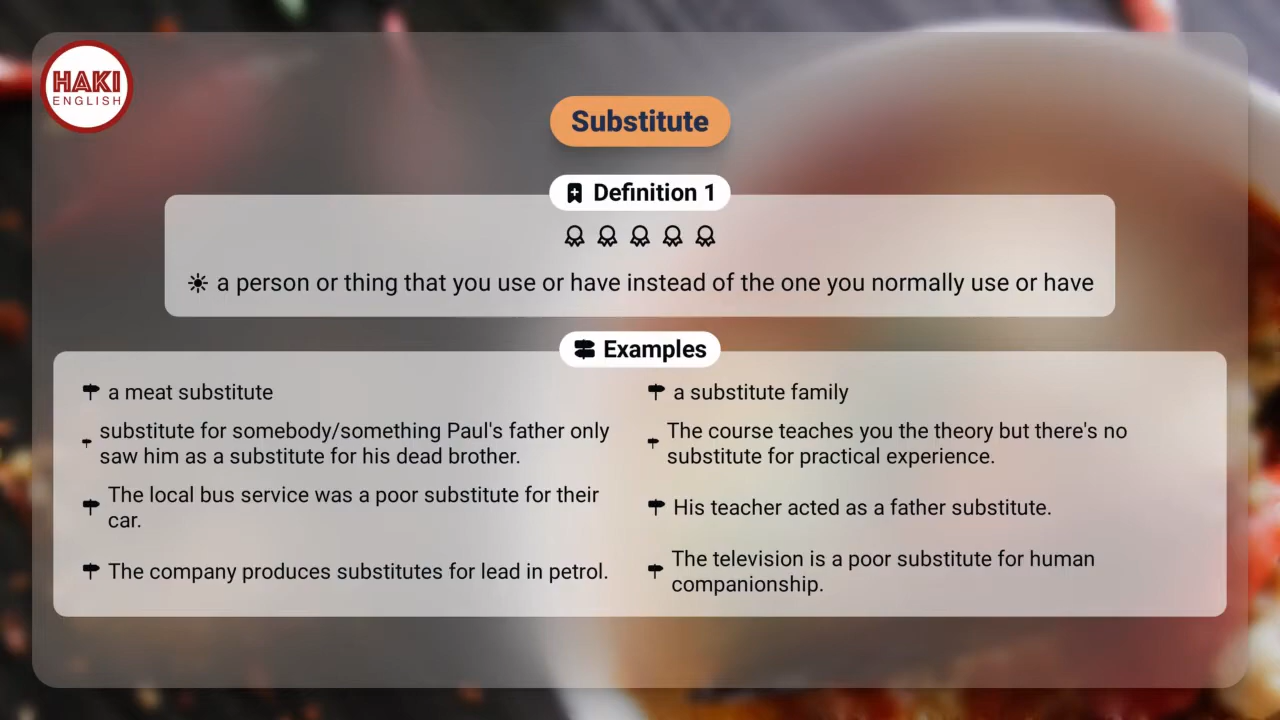 HAKI
ENGLISH
Substitute
Definition 1
a person or thing that you use or have instead of the one you normally use or have
Examples
a meat substitute
substitute for somebody/something Paul's father only
saw him as a substitute for his dead brother.
The local bus service was a poor substitute for their
car.
The company produces substitutes for lead in petrol.
a substitute family
The course teaches you the theory but there's no
substitute for practical experience.
His teacher acted as a father substitute.
The television is a poor substitute for human
companionship.